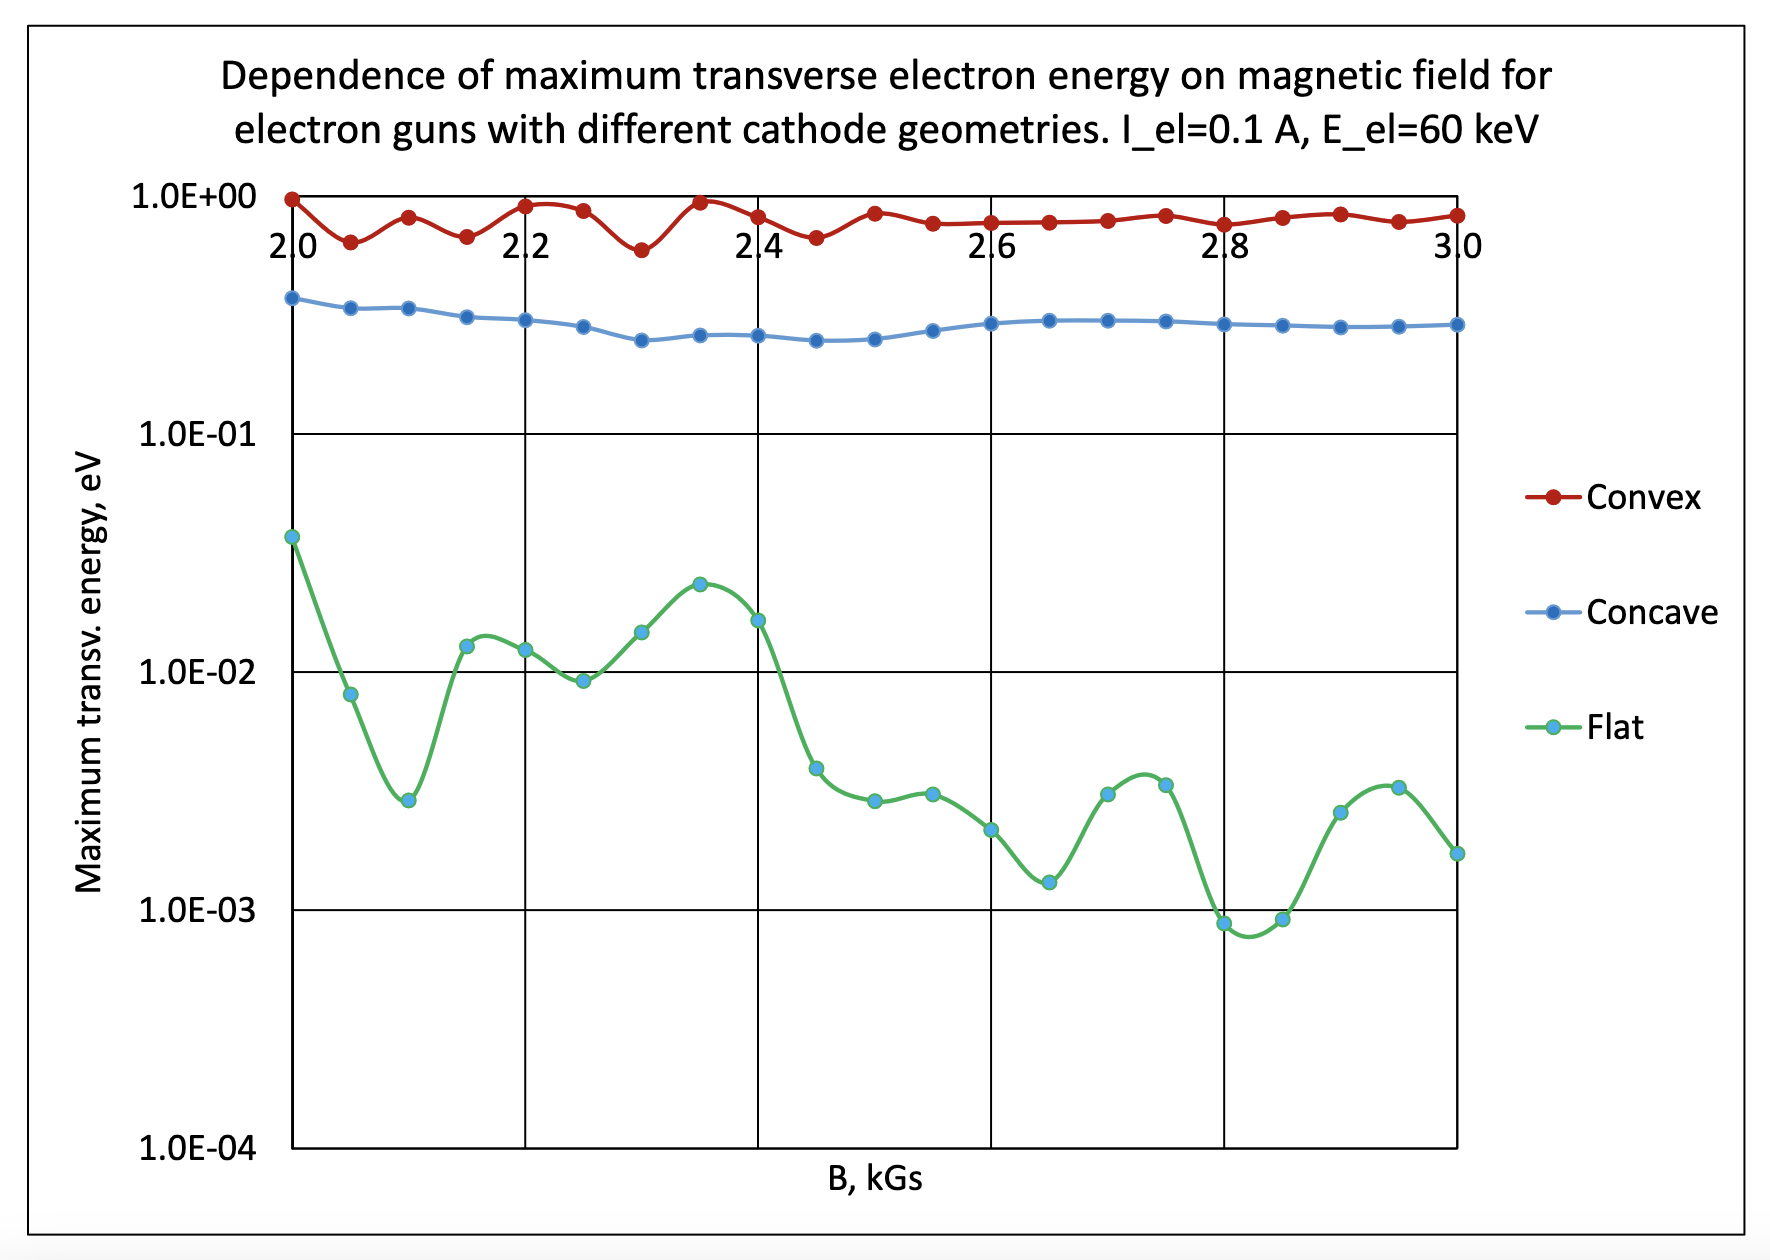 Dependence of maximum transverse electron energy on magnetic field for
electron guns with different cathode geometries. I_el=0.1 A, E_el=60 keV
1.0E+00
2.0 2.2 2.4 2.6 2.8 3.0
1.0E-01
1.0E-02
1.0E-03
1.0E-04
Maximum transv. energy, eV
B, kGs
Convex
Concave
Flat